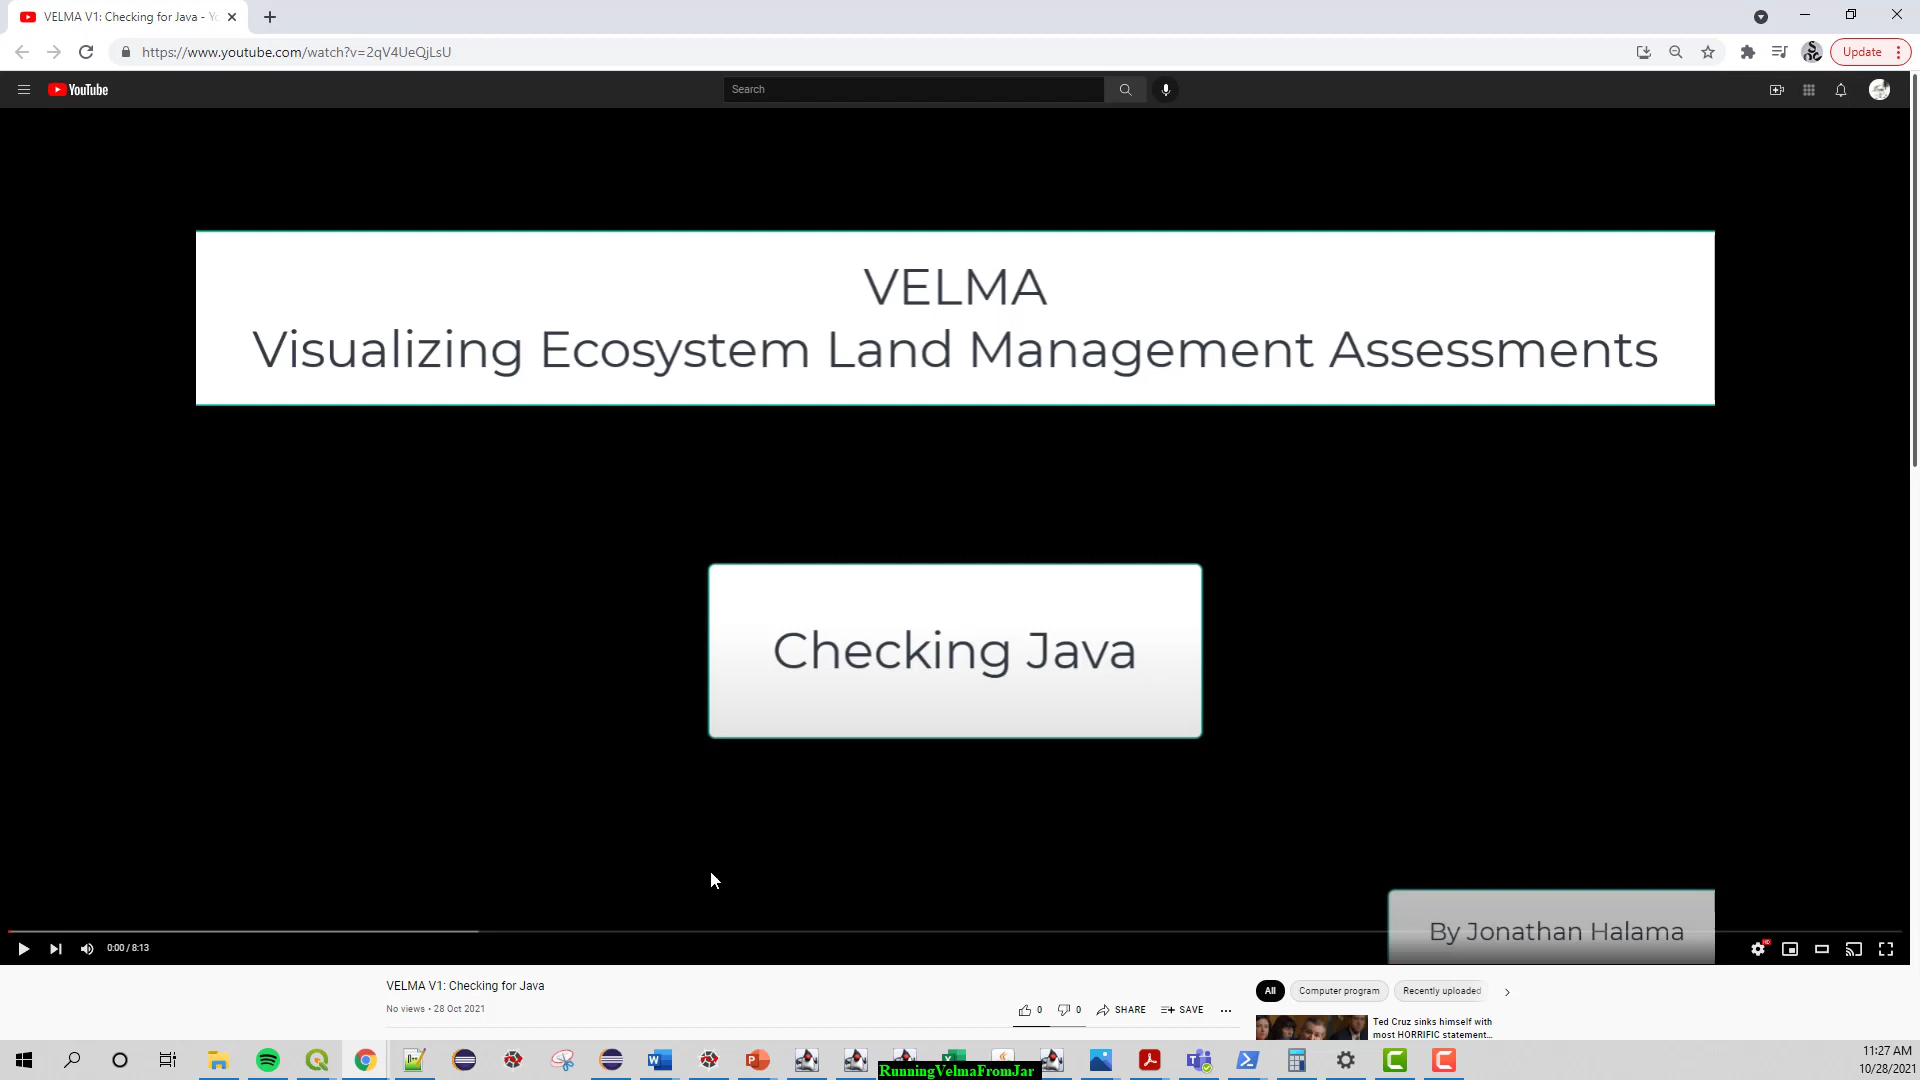 VELMA V1: Checking for Java - Yo
https://www.youtube.com/watch?v=2qV4UeQjLsU
Update
YouTube
Search
VELMA
Visualizing Ecosystem Land Management Assessments
Checking Java
By Jonathan Halama
0:00 / 8:13
VELMA V1: Checking for Java
No views • 28 Oct 2021
0
0
SHARE
SAVE
All
Computer program
Recently uploaded
Ted Cruz sinks himself with
most HORRIFIC statement...
RunningVelmaFromJar
11:27 AM
10/28/2021